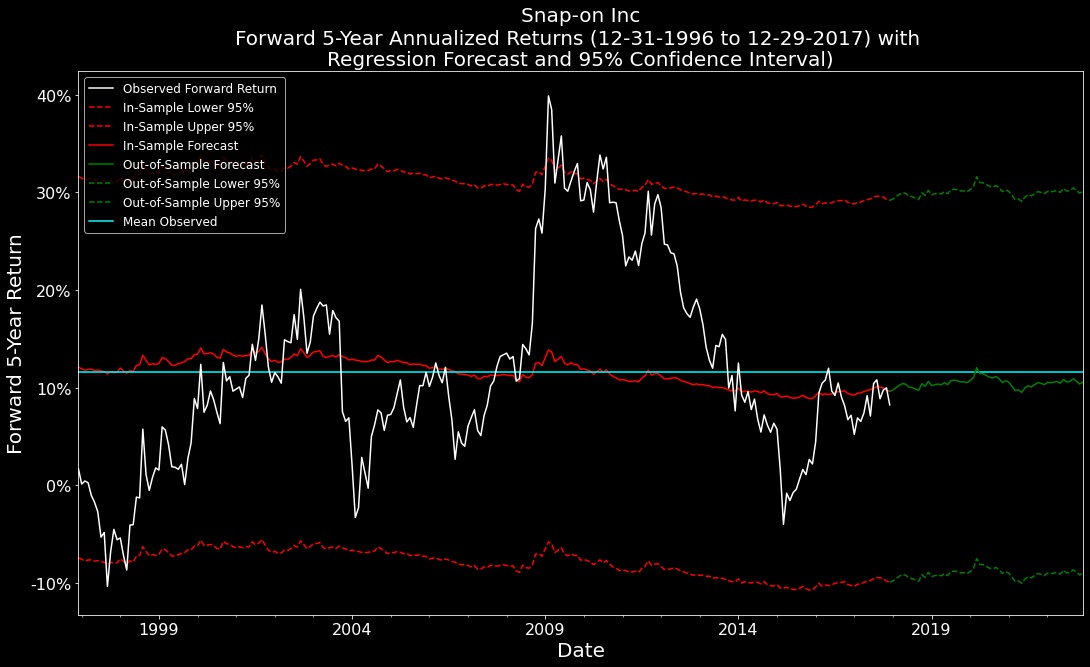 Snap-on Inc
Forward 5-Year Annualized Returns (12-31-1996 to 12-29-2017) with
Regression Forecast and 95% Confidence Interval)
Observed Forward Return
In-Sample Lower 95%
In-Sample Upper 95%
In-Sample Forecast
Out-of-Sample Forecast
Out-of-Sample Lower 95%
Out-of-Sample Upper 95%
Mean Observed
Forward 5-Year Return
40%
30%
20%
10%
0%
-10%
1999 2004 2009 2014 2019
Date